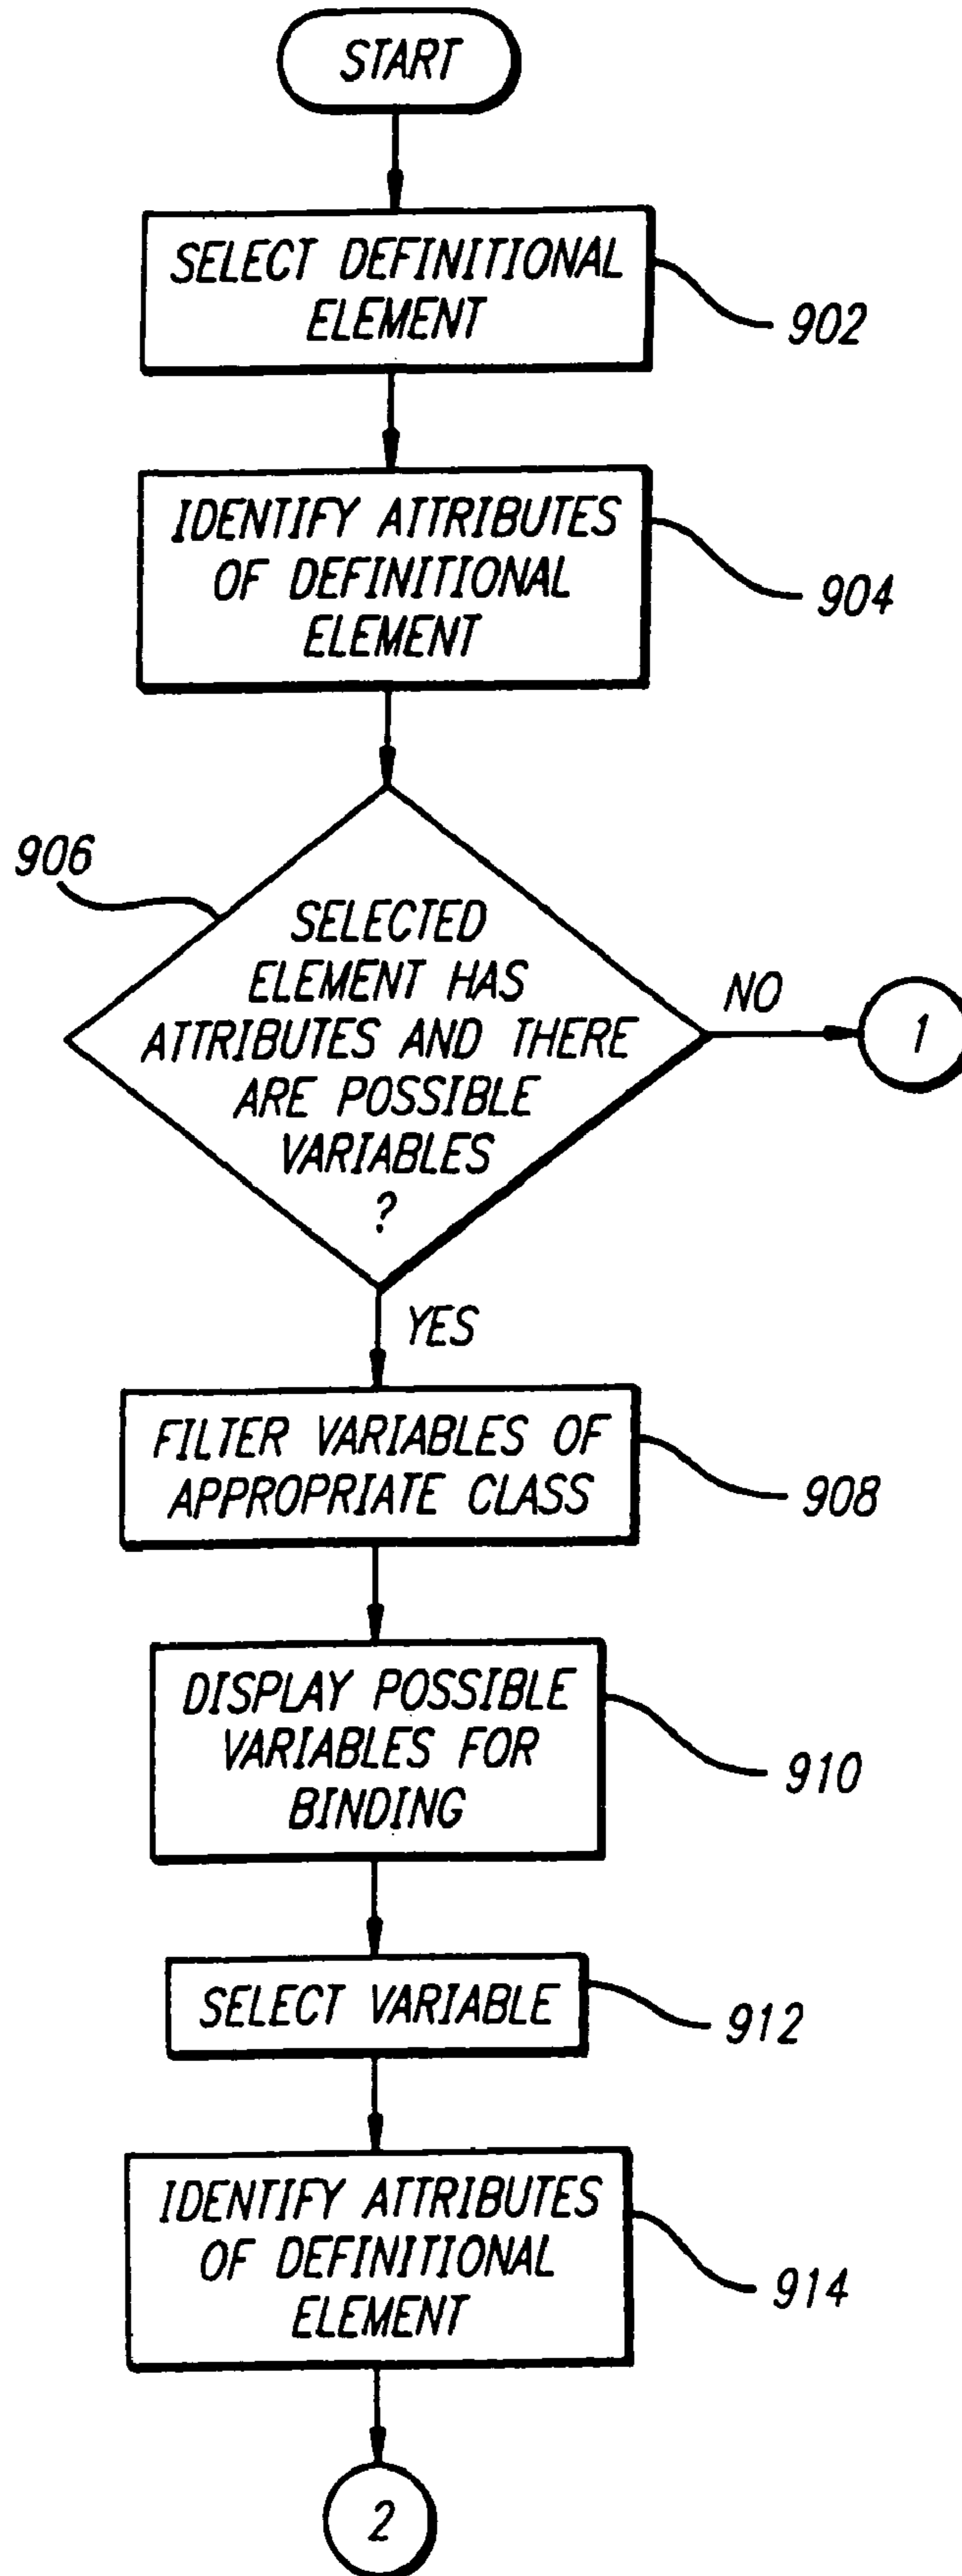 START
SELECT DEFINITIONAL
ELEMENT
902
IDENTIFY ATTRIBUTES
OF DEFINITIONAL
ELEMENT
904
906
SELECTED
ELEMENT HAS
ATTRIBUTES AND THERE
ARE POSSIBLE
VARIABLES
?
NO
1
YES
FILTER VARIABLES OF
APPROPRIATE CLASS
908
DISPLAY POSSIBLE
VARIABLES FOR
BINDING
910
SELECT VARIABLE
912
IDENTIFY ATTRIBUTES
OF DEFINITIONAL
ELEMENT
914
2